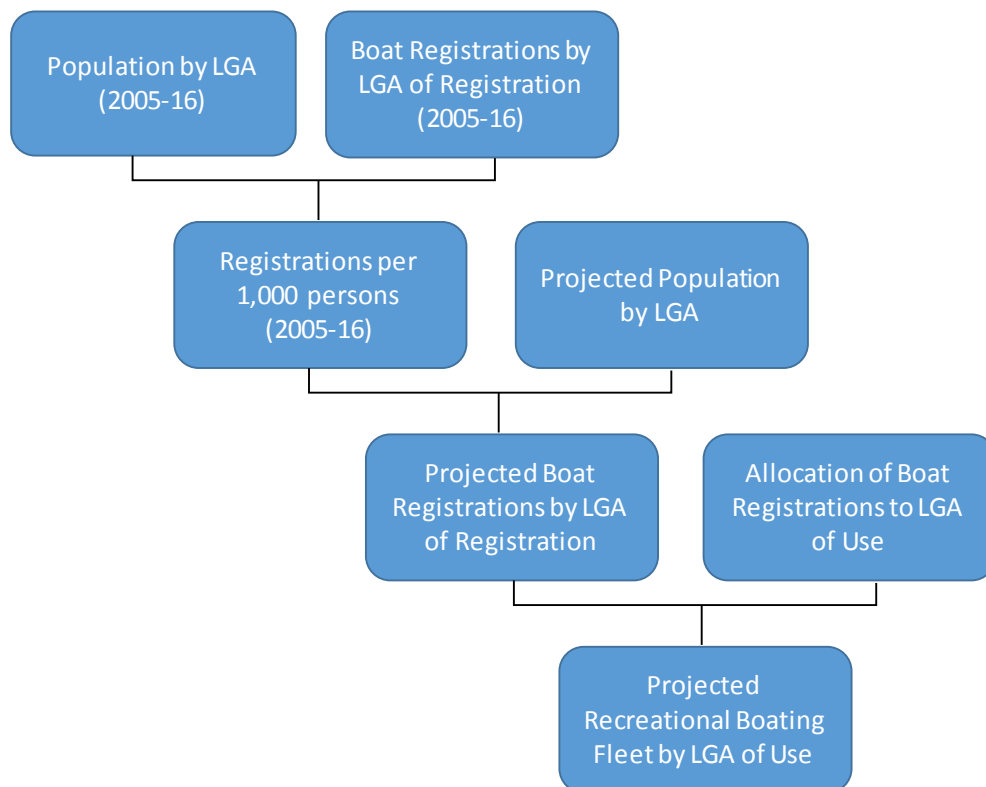 Population by LGA
(2005-16)
Boat Registrations by
LGA of Registration
(2005-16)
Registrations per
1,000 persons
(2005-16)
Projected Population
by LGA
Projected Boat
Registrations by LGA
of Registration
Allocation of Boat
Registrations to LGA
of Use
Projected
Recreational Boating
Fleet by LGA of Use